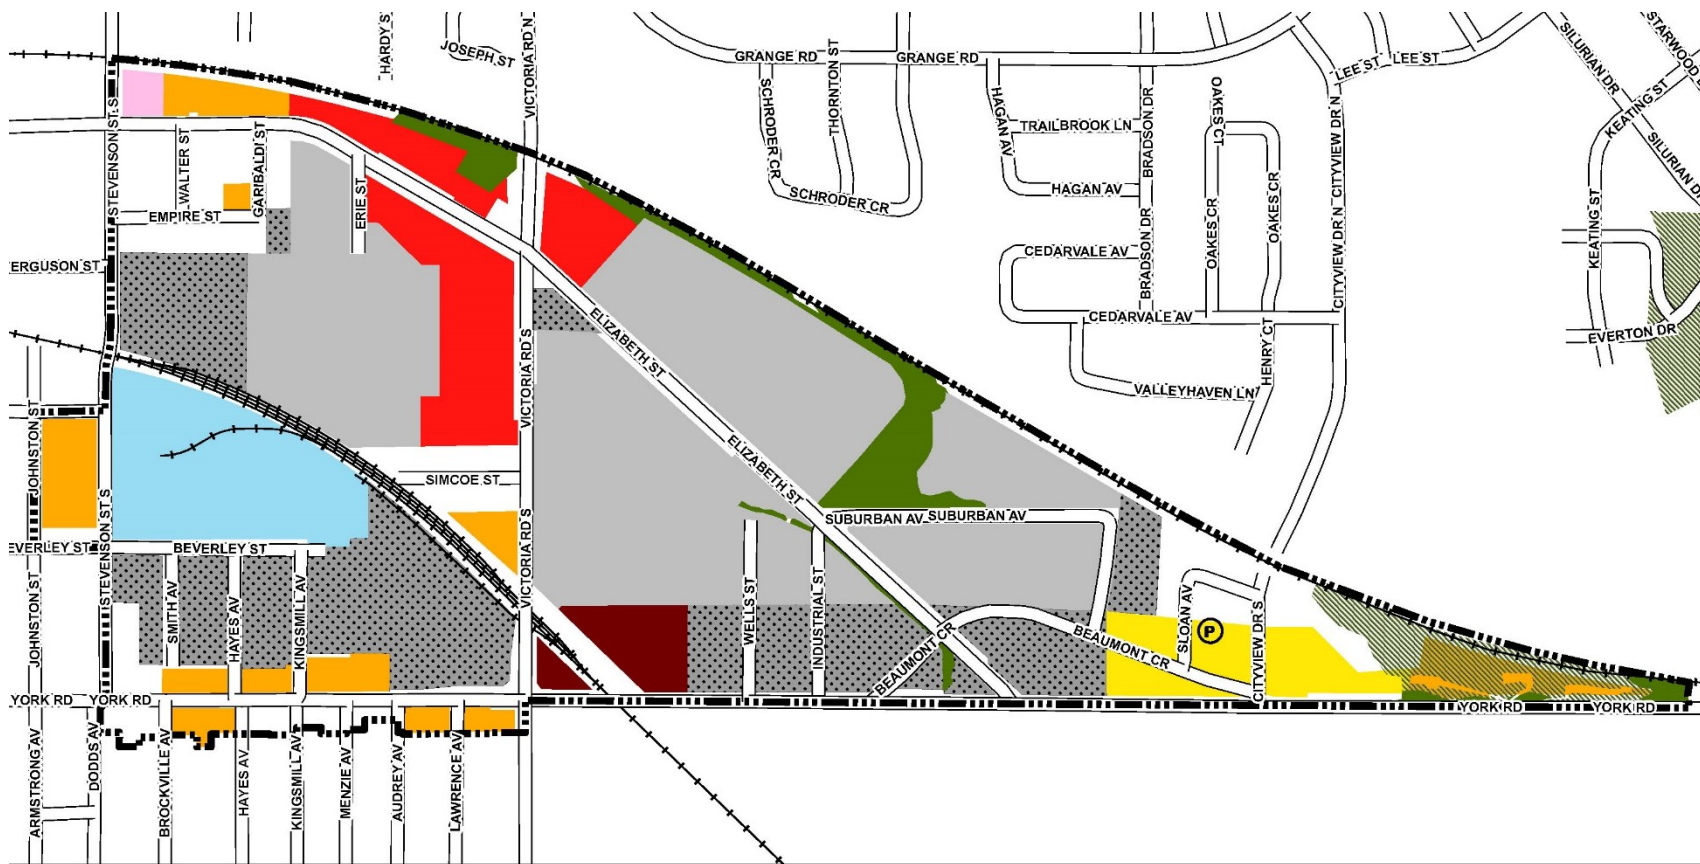 HARDY S
JOSEPH ST
VICTORIA RD N
GRANGE RD
GRANGE RD
THORNTON ST
SCHRODER CR
SCHRODER CR
HAGAN AV
TRAILBROOK LN
HAGAN AV
BRADSON DR
BRADSON DR
OAKES CT
OAKES CR
OAKES CR
LEE ST
LEE ST
CITYVIEW DR N
CITYVIEW DR N
SILURIAN DR
SILURIAN D
STARWOOD
KEATING ST
KEATING ST
EVERTON DR
CEDARVALE AV
CEDARVALE AV
HENRY CT
VALLEYHAVEN LN
STEVENSON ST S
WALTER ST
GARIBALDI ST
EMPIRE ST
ERIE ST
ERGUSON ST
ELIZABETH ST
VICTORIA RD S
ELIZABETH ST
JOHNSTON ST
SIMCOE ST
VICTORIA RD S
SUBURBAN AV
SUBURBAN AV
STEVENSON ST S
EVERLEY ST
BEVERLEY ST
JOHNSTON ST
SMITH AV
HAYES AV
KINGSMILL AV
WELLS ST
INDUSTRIAL ST
BEAUMONT CR
BEAUMONT CR
SLOAN AV
P
CITYVIEW DR S
YORK RD
YORK RD
YORK RD
YORK RD
ARMSTRONG AV
DODDS AV
BROCKVILLE AV
HAYES AV
KINGSMILL AV
MENZIE AV
AUDREY AV
LAWRENCE AV